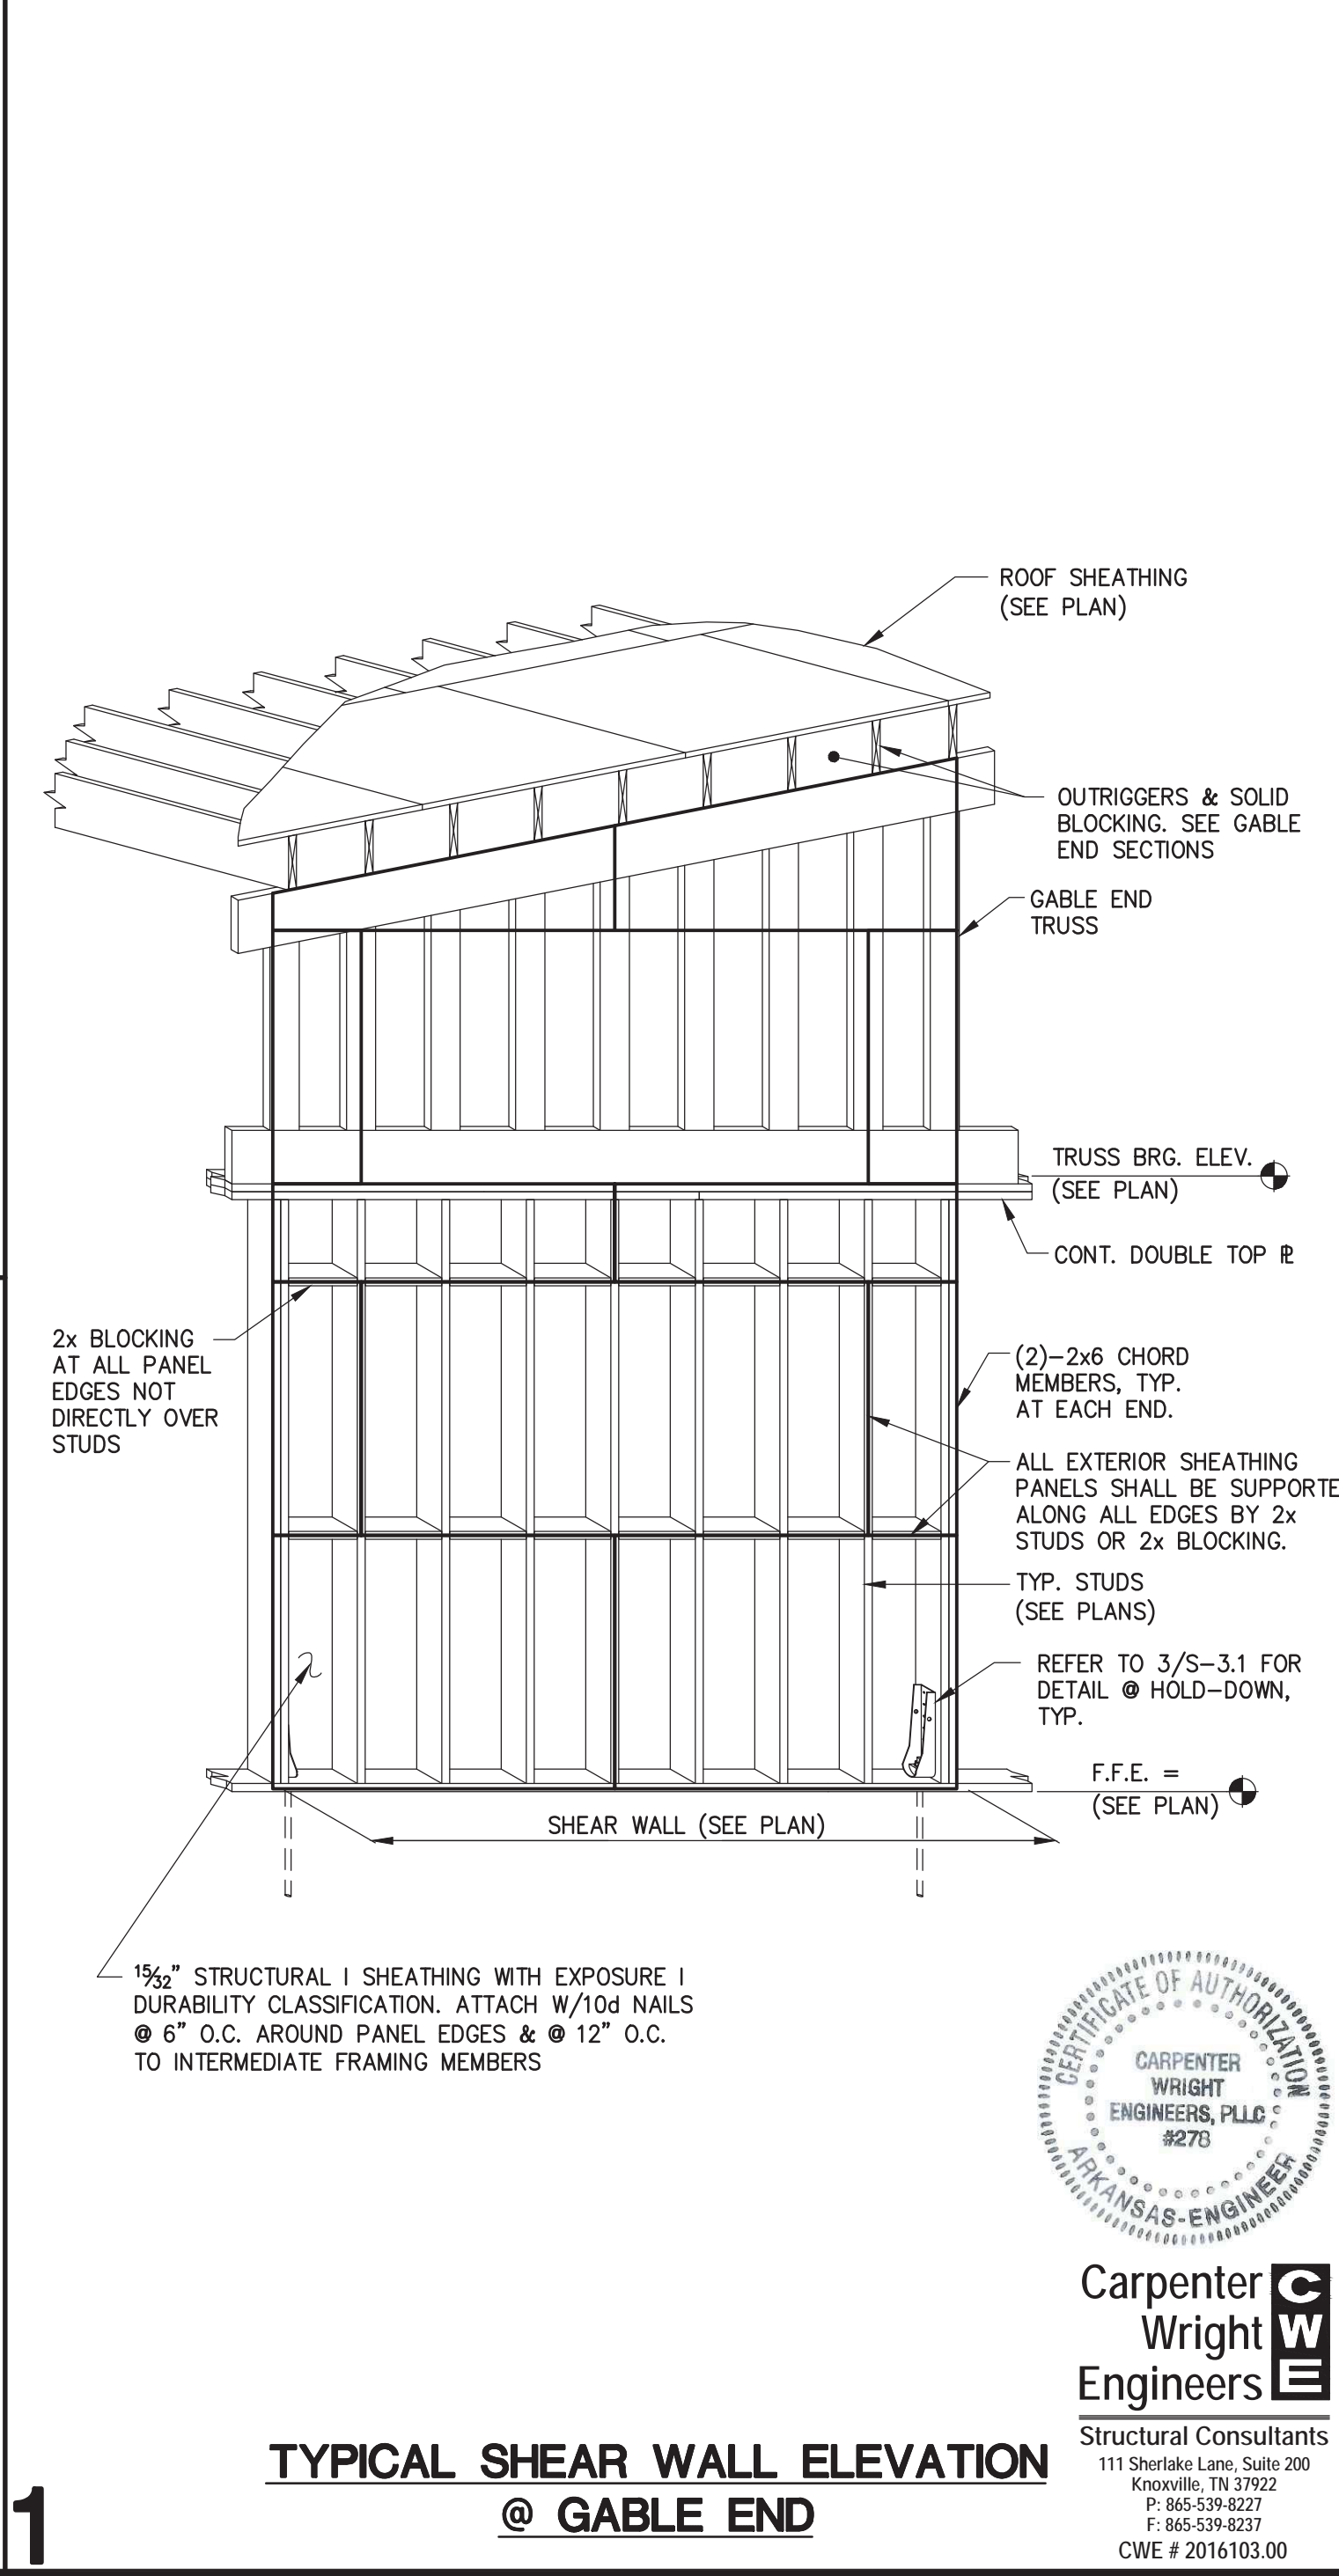 ROOF SHEATHING
(SEE PLAN)
OUTRIGGERS & SOLID
BLOCKING. SEE GABLE
END SECTIONS
GABLE END
TRUSS
TRUSS BRG. ELEV.
(SEE PLAN)
CONT. DOUBLE TOP ℄
2x BLOCKING
AT ALL PANEL
EDGES NOT
DIRECTLY OVER
STUDS
(2)-2x6 CHORD
MEMBERS, TYP.
AT EACH END.
ALL EXTERIOR SHEATHING
PANELS SHALL BE SUPPORTE
ALONG ALL EDGES BY 2x
STUDS OR 2x BLOCKING.
TYP. STUDS
(SEE PLANS)
REFER TO 3/S-3.1 FOR
DETAIL @ HOLD-DOWN,
TYP.
F.F.E. =
(SEE PLAN)
SHEAR WALL (SEE PLAN)
15/32" STRUCTURAL I SHEATHING WITH EXPOSURE I
DURABILITY CLASSIFICATION. ATTACH W/10d NAILS
@ 6" O.C. AROUND PANEL EDGES & @ 12" O.C.
TO INTERMEDIATE FRAMING MEMBERS
CERTIFICATE OF AUTHORIZATION
CARPENTER
WRIGHT
ENGINEERS, PLLC
#278
ARKANSAS-ENGINEER
Carpenter
Wright
Engineers
C
W
E
Structural Consultants
111 Sherlake Lane, Suite 200
Knoxville, TN 37922
P: 865-539-8227
F: 865-539-8237
CWE # 2016103.00
TYPICAL SHEAR WALL ELEVATION
@ GABLE END
1